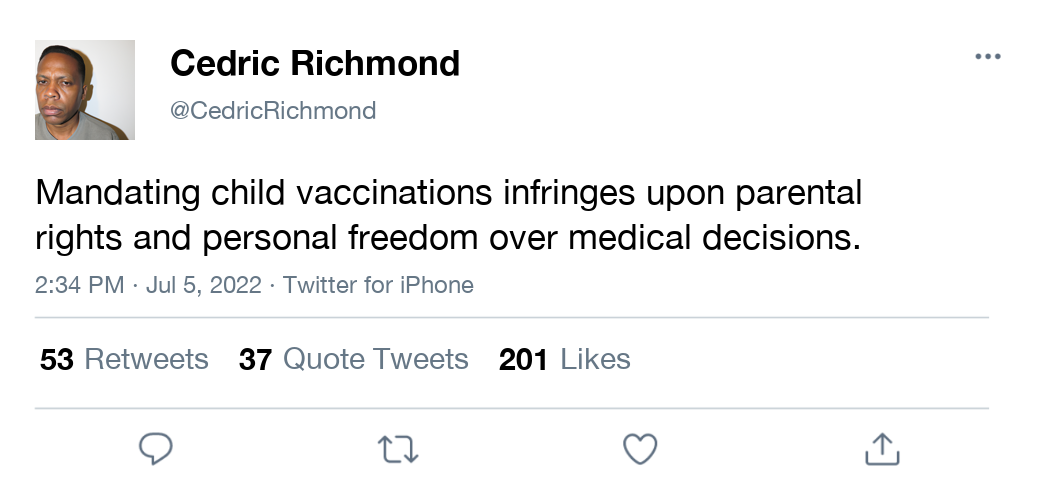 Cedric Richmond
@CedricRichmond
Mandating child vaccinations infringes upon parental
rights and personal freedom over medical decisions.
2:34 PM · Jul 5, 2022 · Twitter for iPhone
53 Retweets 37 Quote Tweets 201 Likes